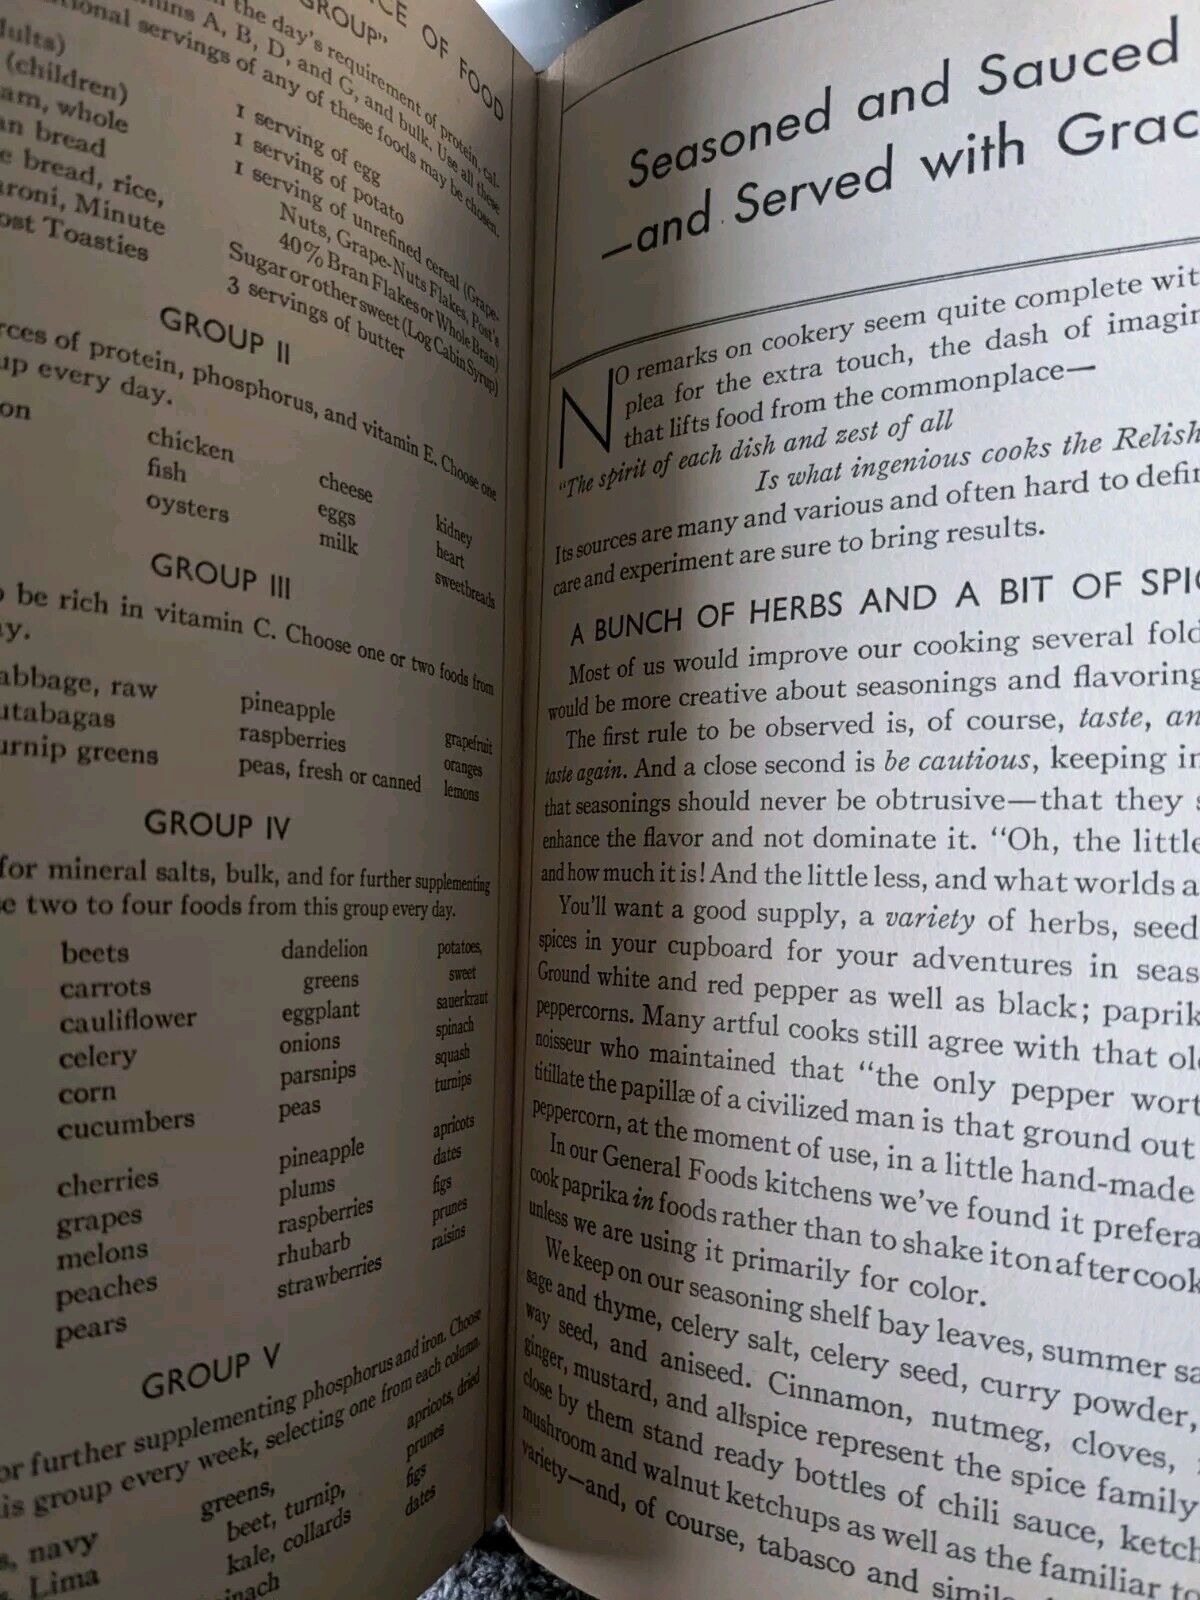 CE OF FOOD
GROUP"
the day's requirement of protein, cal-
mins A, B, D, and G, and bulk. Use all these
tional servings of any of these foods may be chosen.
dults)
(children)
am, whole
an bread
e bread, rice,
aroni, Minute
ost Toasties
1 serving of egg
1 serving of potato
1 serving of unrefined cereal (Grape-
Nuts, Grape-Nuts Flakes, Post's
40% Bran Flakes or Whole Bran)
Sugar or other sweet (Log Cabin Syrup)
3 servings of butter
GROUP II
rces of protein, phosphorus, and vitamin E. Choose one
up every day.
on
chicken
fish
oysters
cheese
eggs
milk
kidney
heart
sweetbreads
GROUP III
o be rich in vitamin C. Choose one or two foods from
ay.
abbage, raw
utabagas
urnip greens
pineapple
raspberries
peas, fresh or canned
grapefruit
oranges
lemons
GROUP IV
for mineral salts, bulk, and for further supplementing
e two to four foods from this group every day.
beets
carrots
cauliflower
celery
corn
cucumbers
dandelion
greens
eggplant
onions
parsnips
peas
potatoes,
sweet
sauerkraut
spinach
squash
turnips
cherries
grapes
melons
peaches
pears
pineapple
plums
raspberries
rhubarb
strawberries
apricots
dates
figs
prunes
raisins
GROUP V
or further supplementing phosphorus and iron. Choose
is group every week, selecting one from each column.
s, navy
Lima
greens,
beet, turnip,
kale, collards
inach
apricots, dried
prunes
figs
dates
Seasoned and Sauced
—and Served with Grac
NO remarks on cookery seem quite complete wit
plea for the extra touch, the dash of imagin
that lifts food from the commonplace—
"The spirit of each dish and zest of all
Is what ingenious cooks the Relish
Its sources are many and various and often hard to defin
care and experiment are sure to bring results.
A BUNCH OF HERBS AND A BIT OF SPIC
Most of us would improve our cooking several fold
would be more creative about seasonings and flavoring
The first rule to be observed is, of course, taste, an
taste again. And a close second is be cautious, keeping in
that seasonings should never be obtrusive—that they s
enhance the flavor and not dominate it. "Oh, the little
and how much it is! And the little less, and what worlds a
You'll want a good supply, a variety of herbs, seed
spices in your cupboard for your adventures in seas
Ground white and red pepper as well as black; paprik
peppercorns. Many artful cooks still agree with that ol
noisseur who maintained that "the only pepper wort
titillate the papillæ of a civilized man is that ground out
peppercorn, at the moment of use, in a little hand-made
In our General Foods kitchens we've found it prefera
cook paprika in foods rather than to shake it on after cook
unless we are using it primarily for color.
We keep on our seasoning shelf bay leaves, summer sa
sage and thyme, celery salt, celery seed, curry powder,
way seed, and aniseed. Cinnamon, nutmeg, cloves,
ginger, mustard, and allspice represent the spice family
close by them stand ready bottles of chili sauce, ketch
mushroom and walnut ketchups as well as the familiar to
variety—and, of course, tabasco and simil